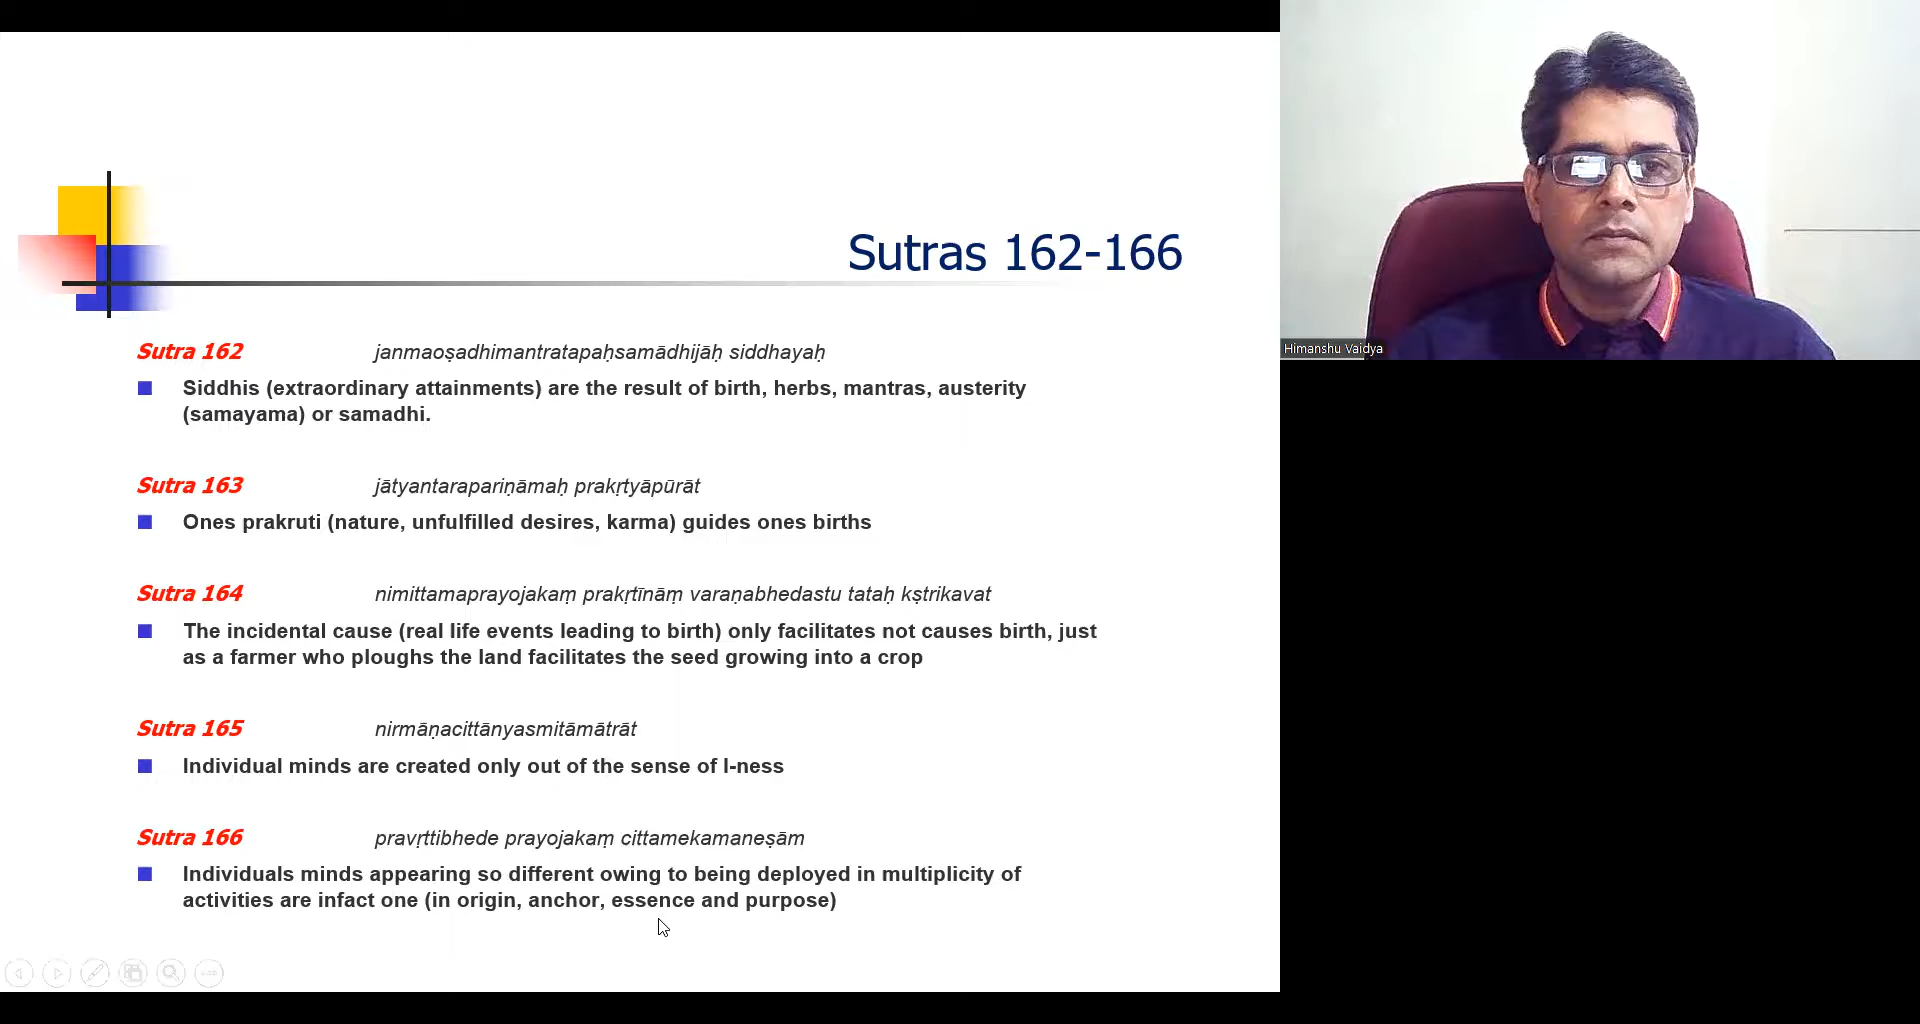 Sutras 162-166
Sutra 162 janmaoṣadhimantratapaḥsamādhijāḥ siddhayaḥ
Siddhis (extraordinary attainments) are the result of birth, herbs, mantras, austerity
(samayama) or samadhi.
Sutra 163 jātyantarapariṇāmaḥ prakṛtyāpūrāt
Ones prakruti (nature, unfulfilled desires, karma) guides ones births
Sutra 164 nimittamaprayojakaṃ prakṛtīnāṃ varaṇabhedastu tataḥ kṣtrikavat
The incidental cause (real life events leading to birth) only facilitates not causes birth, just
as a farmer who ploughs the land facilitates the seed growing into a crop
Sutra 165 nirmāṇacittānyasmitāmātrāt
Individual minds are created only out of the sense of I-ness
Sutra 166 pravṛttibhede prayojakaṃ cittamekamaneṣām
Individuals minds appearing so different owing to being deployed in multiplicity of
activities are infact one (in origin, anchor, essence and purpose)
Himanshu Vaidya